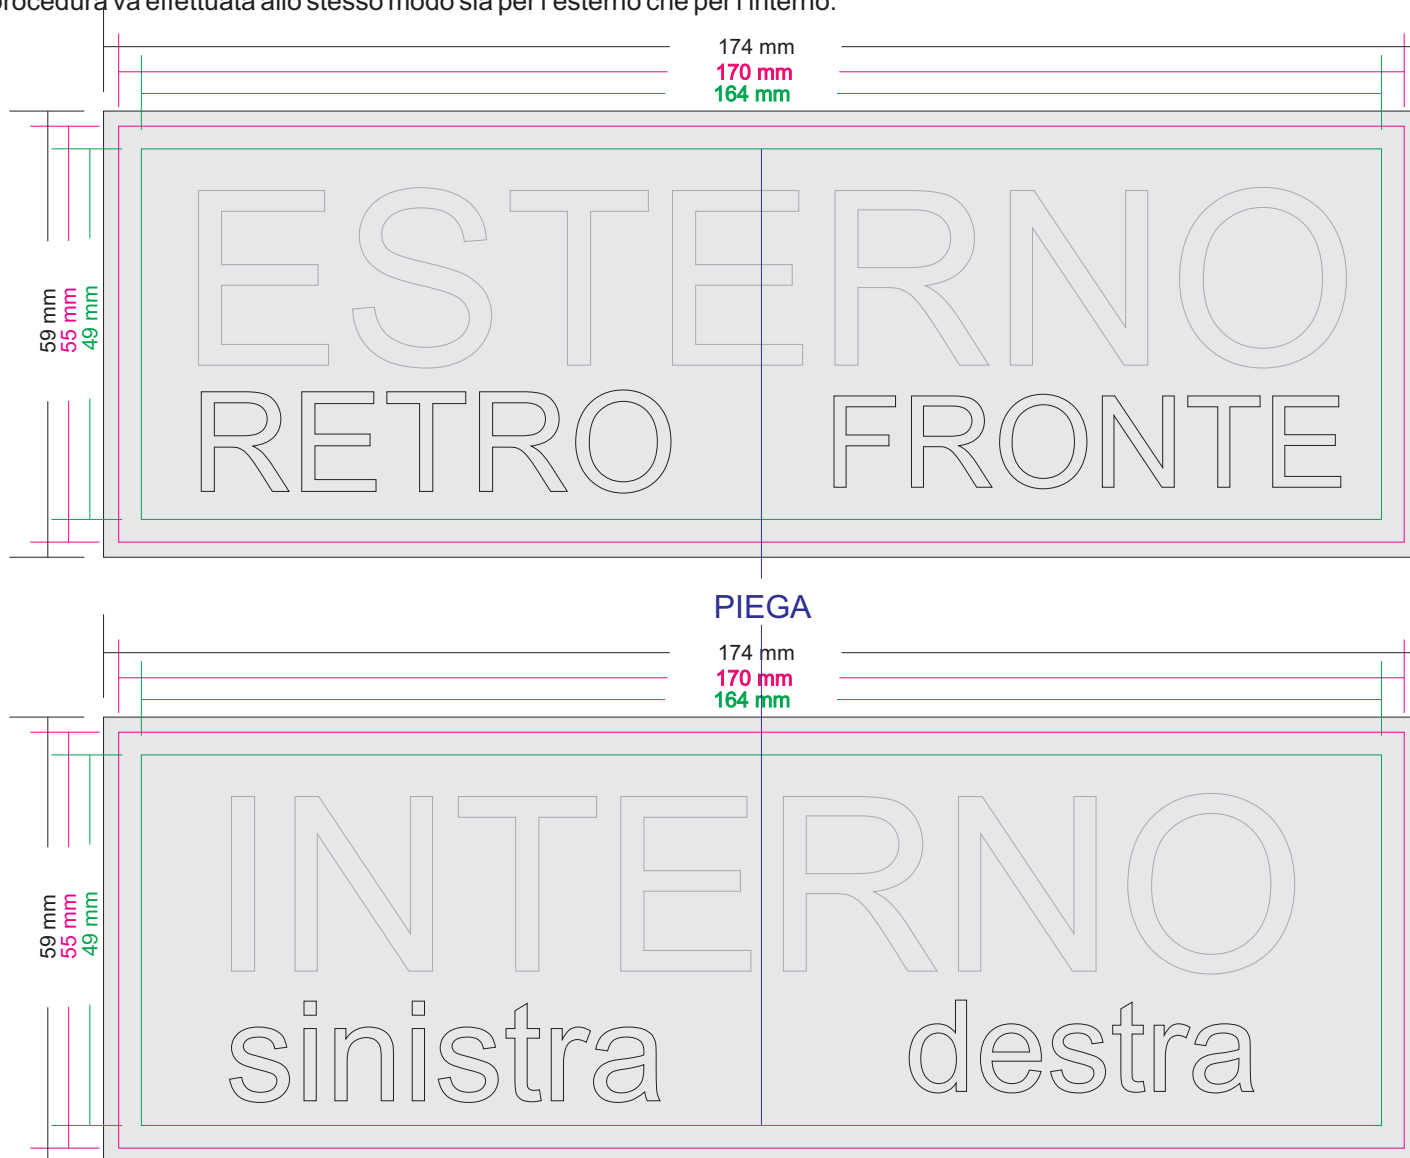 procedura va effettuata allo stesso modo sia per l'esterno che per l'interno.
174 mm
170 mm
164 mm
59 mm
55 mm
49 mm
ESTERNO
RETRO FRONTE
PIEGA
174 mm
170 mm
164 mm
59 mm
55 mm
49 mm
INTERNO
sinistra destra